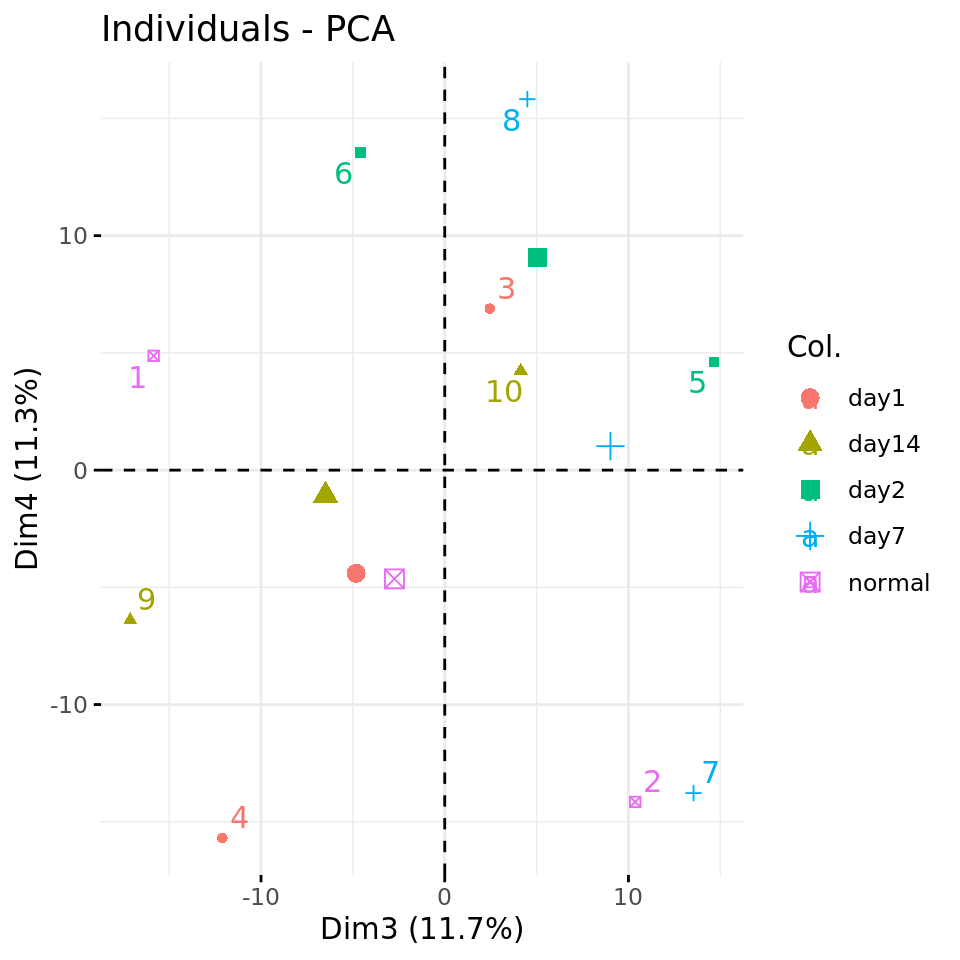 Individuals - PCA
8
6
10
3
1
10
5
Col.
day1
day14
day2
day7
normal
Dim4 (11.3%)
0
9
-10
7
2
4
-10
0
10
Dim3 (11.7%)
a
a
a
a
a